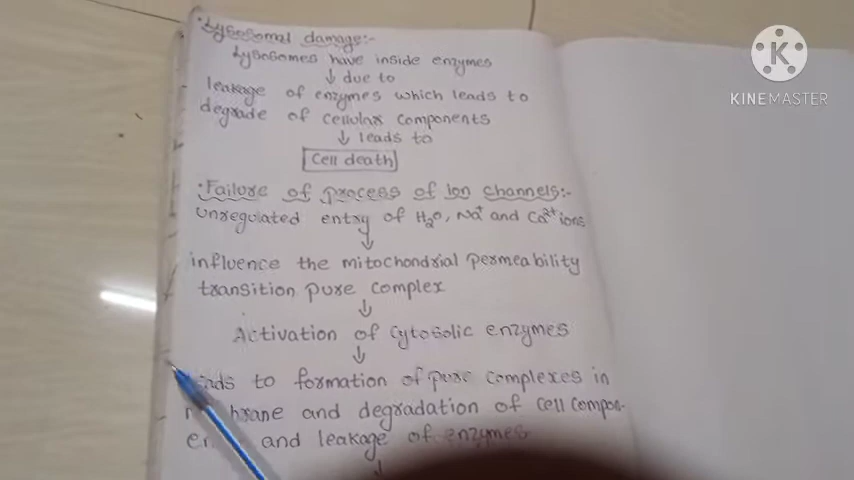 Lysosomal damage:-
Lysosomes have inside enzymes
↓ due to
leakage of enzymes which leads to
degrade of cellular components
↓ leads to
Cell death
Failure of process of Ion channels:-
unregulated entry of H2O, Na+ and Ca2+ ions
↓
influence the mitochondrial permeability
transition pure complex
↓
Activation of cytosolic enzymes
↓
to formation of pure complexes in
and degradation of cell compon-
and leakage of enzymes
↓
KINEMASTER